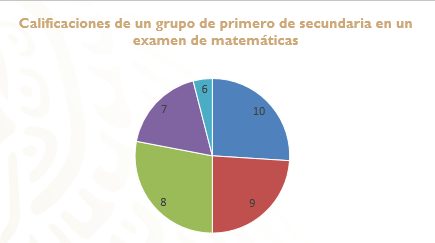 Calificaciones de un grupo de primero de secundaria en un
examen de matemáticas
6
10
7
8
9